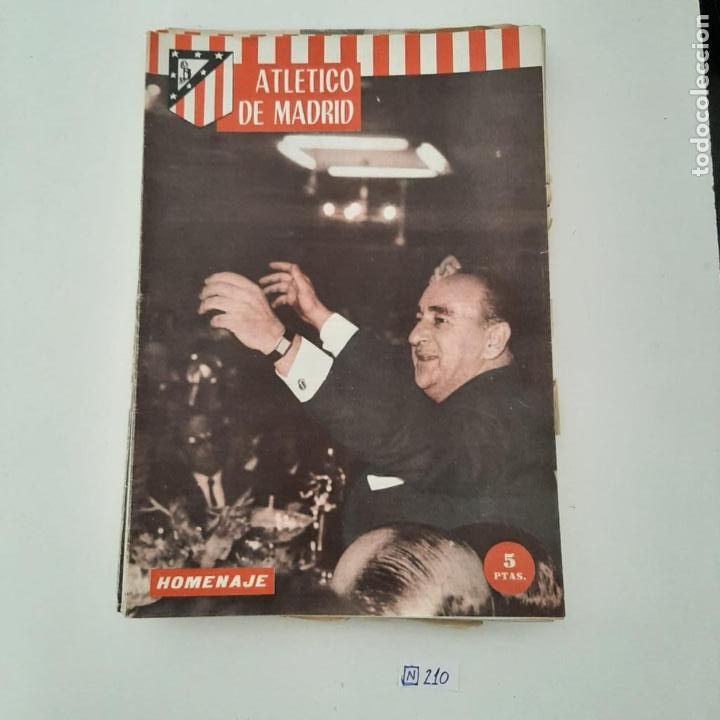 ATLETICO
DE MADRID
HOMENAJE
5
PTAS.
N 210
todocoleccion